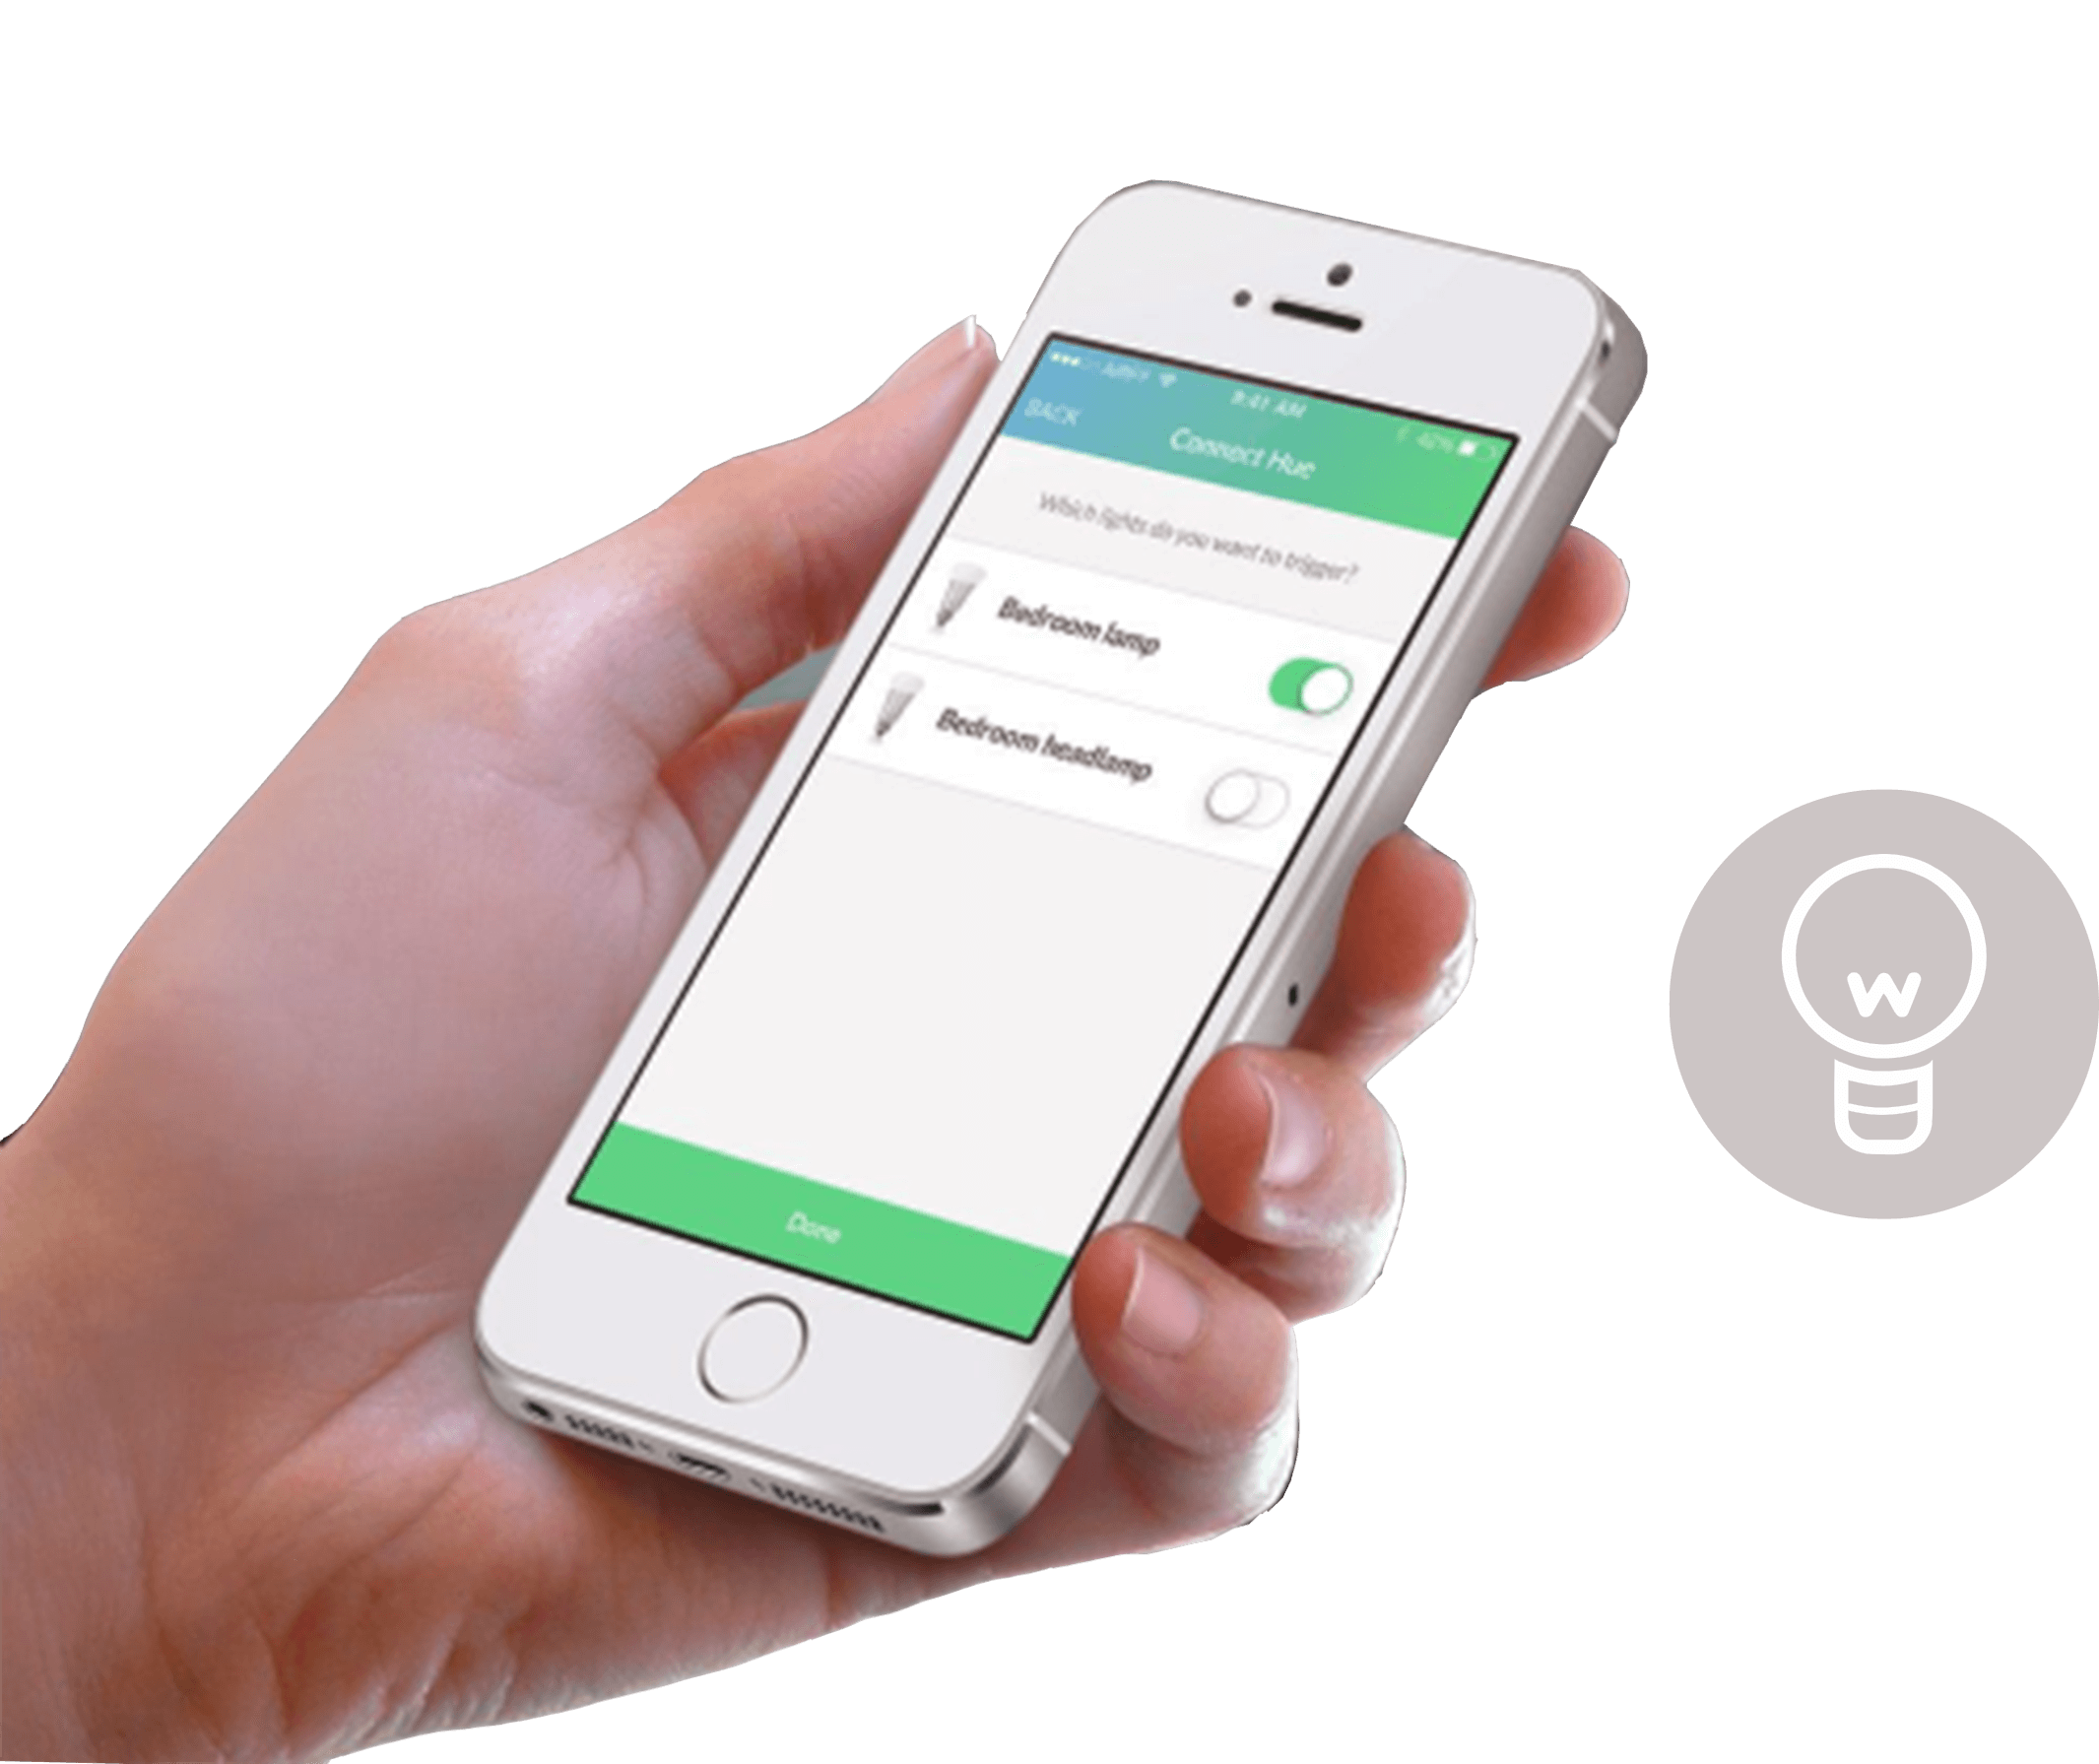 9:41 AM
42%
BACK
Connect Hue
Which lights do you want to trigger?
Bedroom lamp
Bedroom headlamp
Done
w